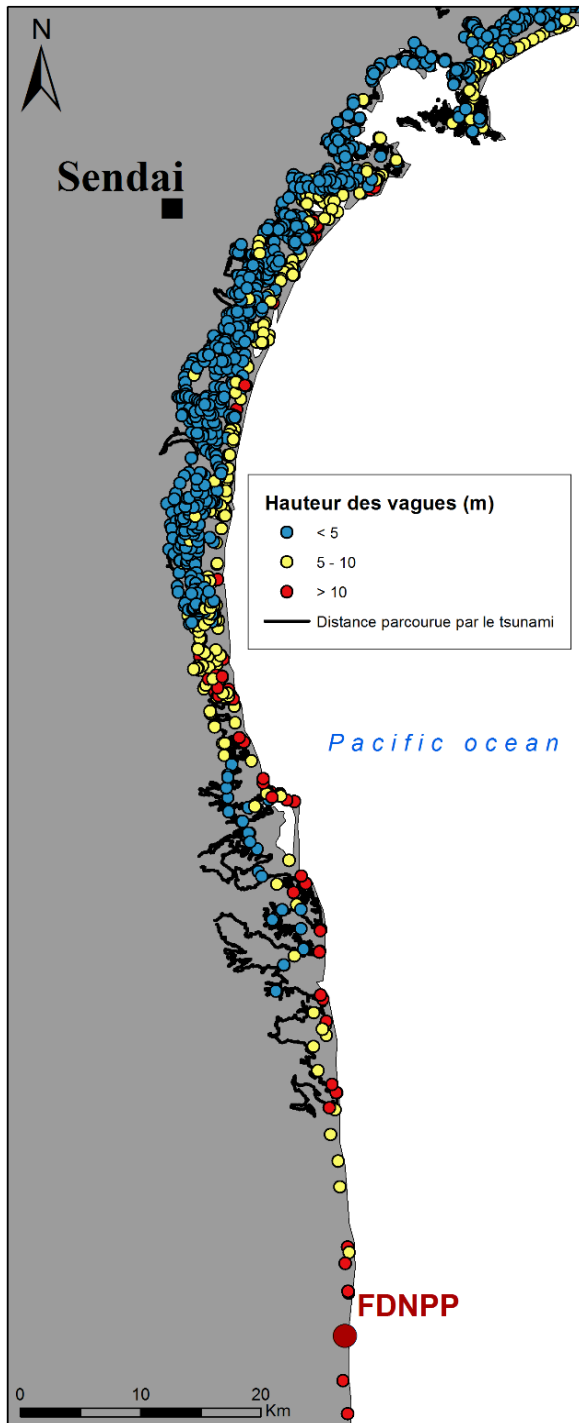 N
Sendai
Hauteur des vagues (m)
< 5
5 - 10
> 10
Distance parcourue par le tsunami
Pacific ocean
FDNPP
0 10 20
Km